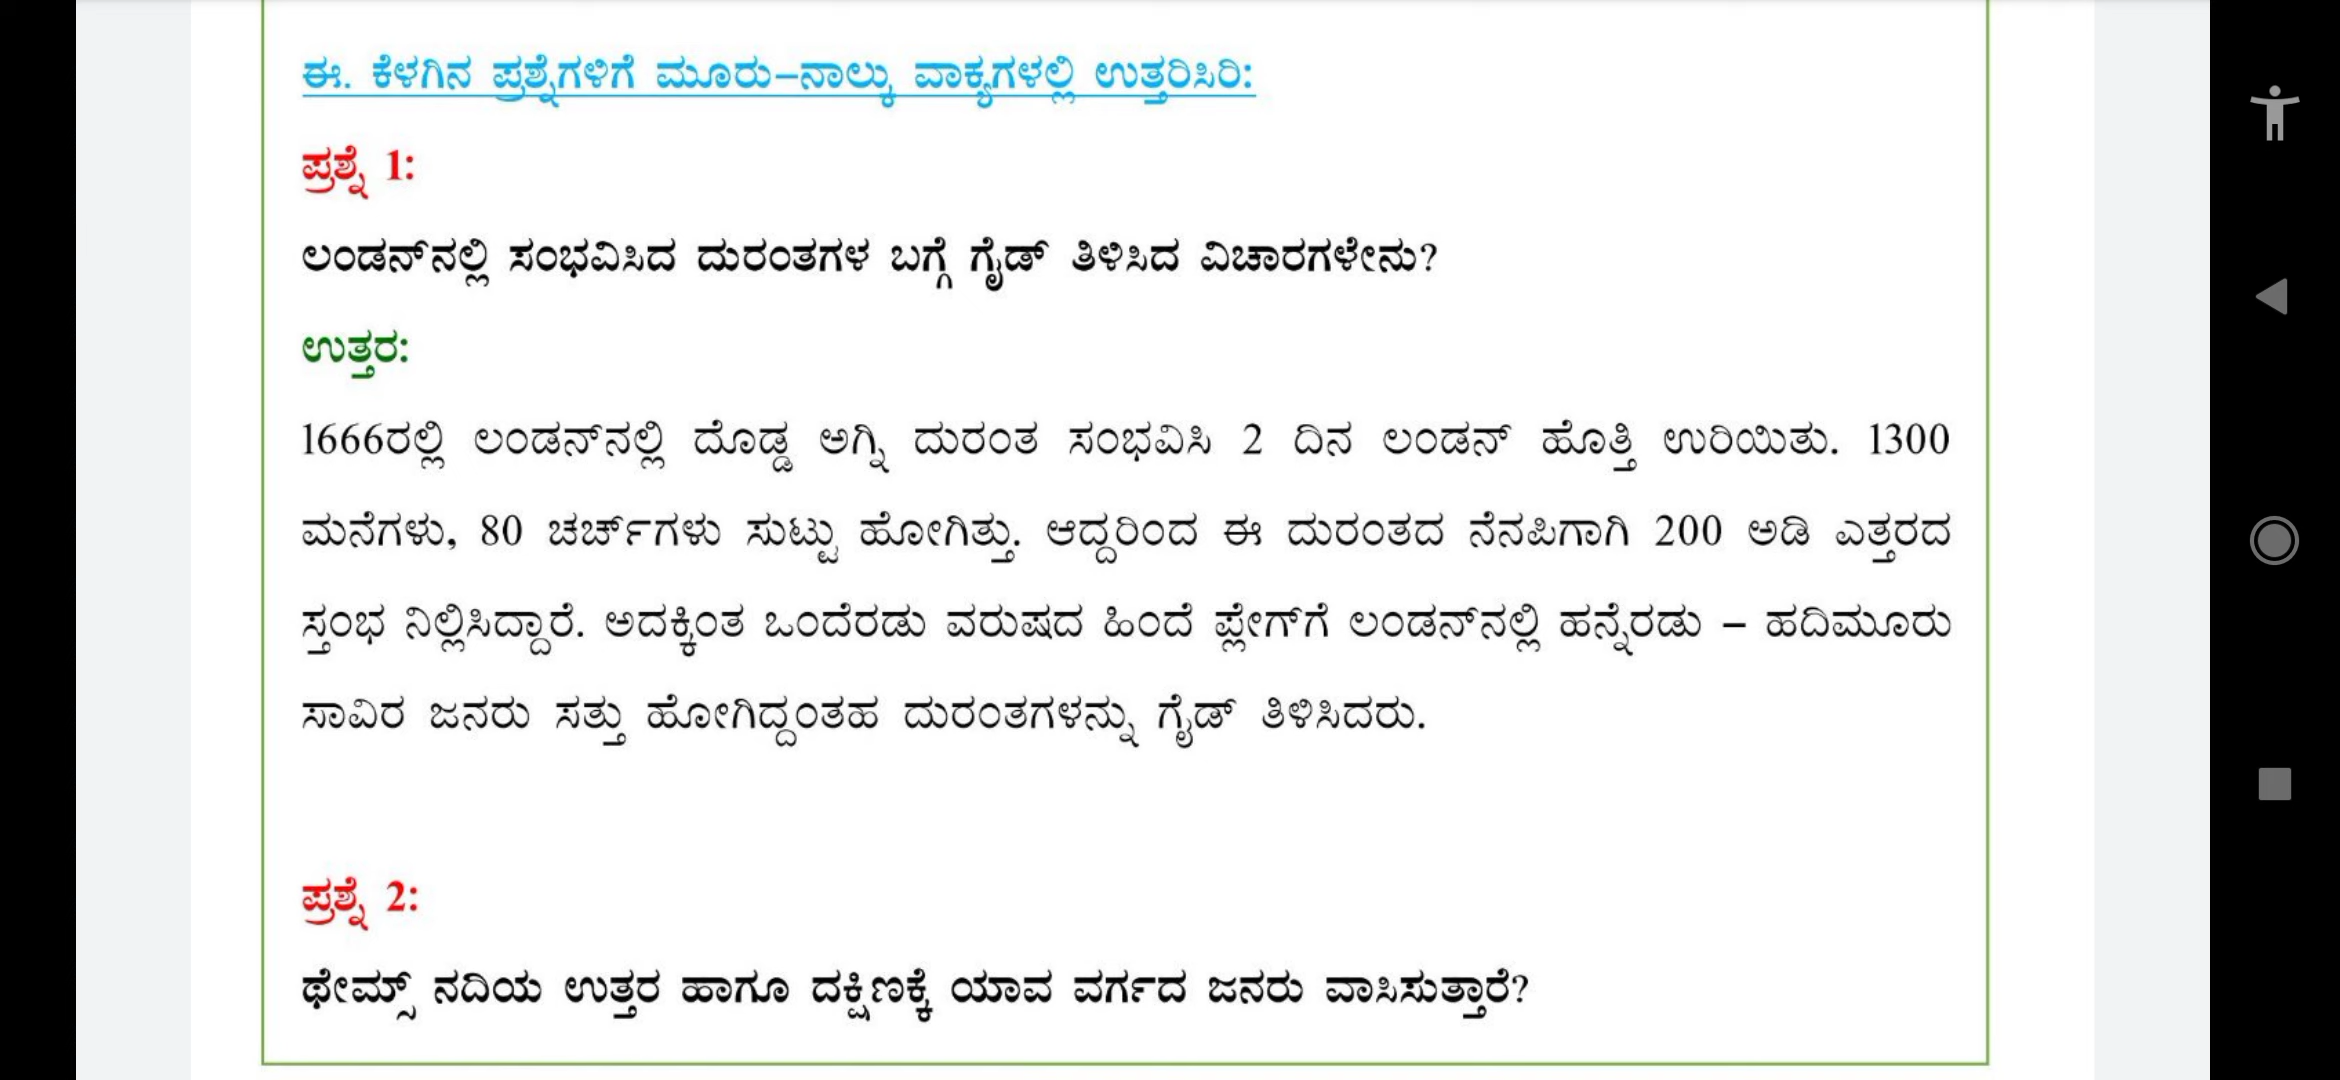 ಈ. ಕೆಳಗಿನ ಪ್ರಶ್ನೆಗಳಿಗೆ ಮೂರು–ನಾಲ್ಕು ವಾಕ್ಯಗಳಲ್ಲಿ ಉತ್ತರಿಸಿರಿ:
ಪ್ರಶ್ನೆ 1:
ಲಂಡನ್‌ನಲ್ಲಿ ಸಂಭವಿಸಿದ ದುರಂತಗಳ ಬಗ್ಗೆ ಗೈಡ್ ತಿಳಿಸಿದ ವಿಚಾರಗಳೇನು?
ಉತ್ತರ:
1666ರಲ್ಲಿ ಲಂಡನ್‌ನಲ್ಲಿ ದೊಡ್ಡ ಅಗ್ನಿ ದುರಂತ ಸಂಭವಿಸಿ 2 ದಿನ ಲಂಡನ್ ಹೊತ್ತಿ ಉರಿಯಿತು. 1300
ಮನೆಗಳು, 80 ಚರ್ಚ್‌ಗಳು ಸುಟ್ಟು ಹೋಗಿತ್ತು. ಆದ್ದರಿಂದ ಈ ದುರಂತದ ನೆನಪಿಗಾಗಿ 200 ಅಡಿ ಎತ್ತರದ
ಸ್ತಂಭ ನಿಲ್ಲಿಸಿದ್ದಾರೆ. ಅದಕ್ಕಿಂತ ಒಂದೆರಡು ವರುಷದ ಹಿಂದೆ ಪ್ಲೇಗ್‌ಗೆ ಲಂಡನ್‌ನಲ್ಲಿ ಹನ್ನೆರಡು – ಹದಿಮೂರು
ಸಾವಿರ ಜನರು ಸತ್ತು ಹೋಗಿದ್ದಂತಹ ದುರಂತಗಳನ್ನು ಗೈಡ್ ತಿಳಿಸಿದರು.
ಪ್ರಶ್ನೆ 2:
ಥೇಮ್ಸ್ ನದಿಯ ಉತ್ತರ ಹಾಗೂ ದಕ್ಷಿಣಕ್ಕೆ ಯಾವ ವರ್ಗದ ಜನರು ವಾಸಿಸುತ್ತಾರೆ?